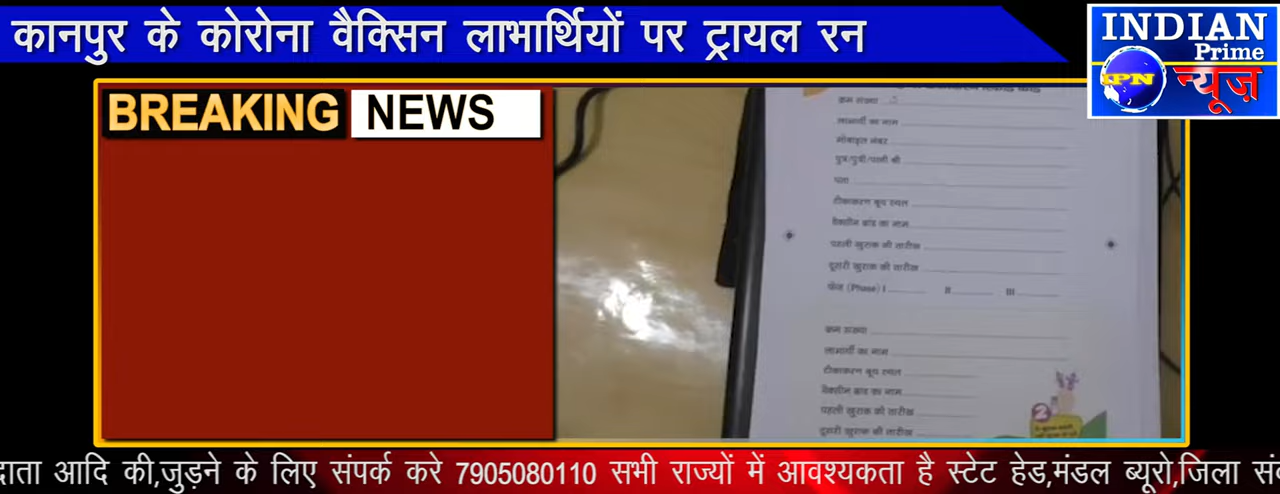 कानपुर के कोरोना वैक्सिन लाभार्थियों पर ट्रायल रन
INDIAN
Prime
IPN न्यूज़
BREAKING NEWS
क्रम संख्या
लाभार्थी का नाम
मोबाइल नंबर
पुत्र/पुत्री/पत्नी श्री
पता
टीकाकरण बूथ स्थल
वैक्सीन ब्रांड का नाम
पहली खुराक की तारीख
दूसरी खुराक की तारीख
फेज (Phase) I II III
क्रम संख्या
लाभार्थी का नाम
टीकाकरण बूथ स्थल
वैक्सीन ब्रांड का नाम
पहली खुराक की तारीख
2
दूसरी खुराक की तारीख
दाता आदि की,जुड़ने के लिए संपर्क करे 7905080110 सभी राज्यों में आवश्यकता है स्टेट हेड,मंडल ब्यूरो,जिला सं